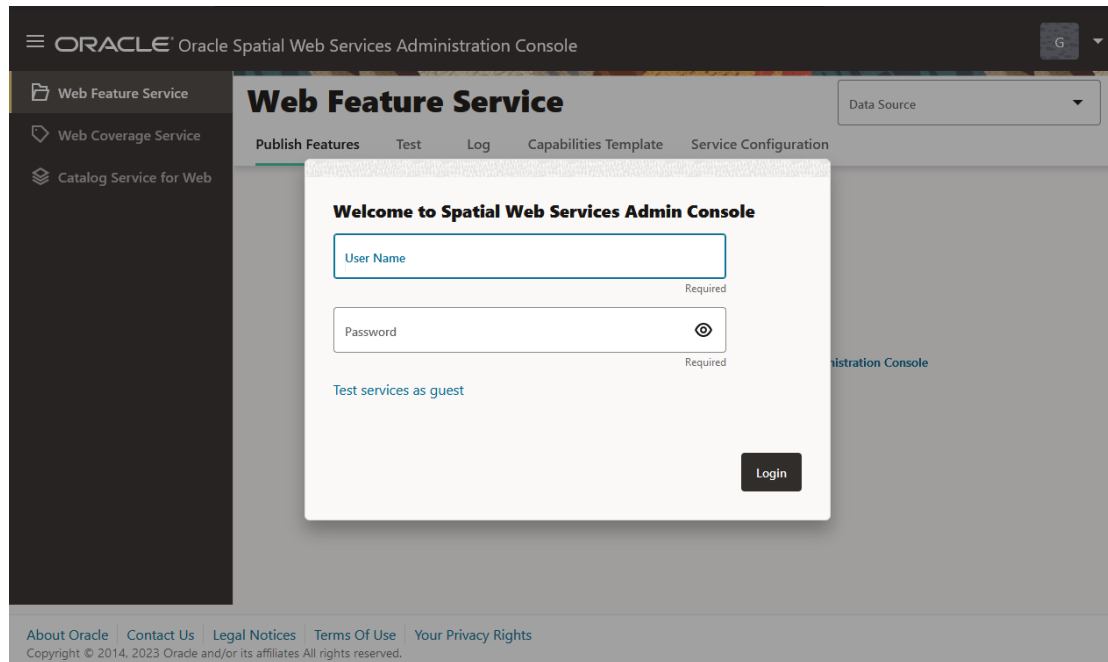 ORACLE Oracle Spatial Web Services Administration Console
G
Web Feature Service
Web Coverage Service
Catalog Service for Web
Web Feature Service
Data Source
Publish Features Test Log Capabilities Template Service Configuration
Welcome to Spatial Web Services Admin Console
User Name
Required
Password
Required
Test services as guest
Login
nistration Console
About Oracle Contact Us Legal Notices Terms Of Use Your Privacy Rights
Copyright © 2014, 2023 Oracle and/or its affiliates All rights reserved.